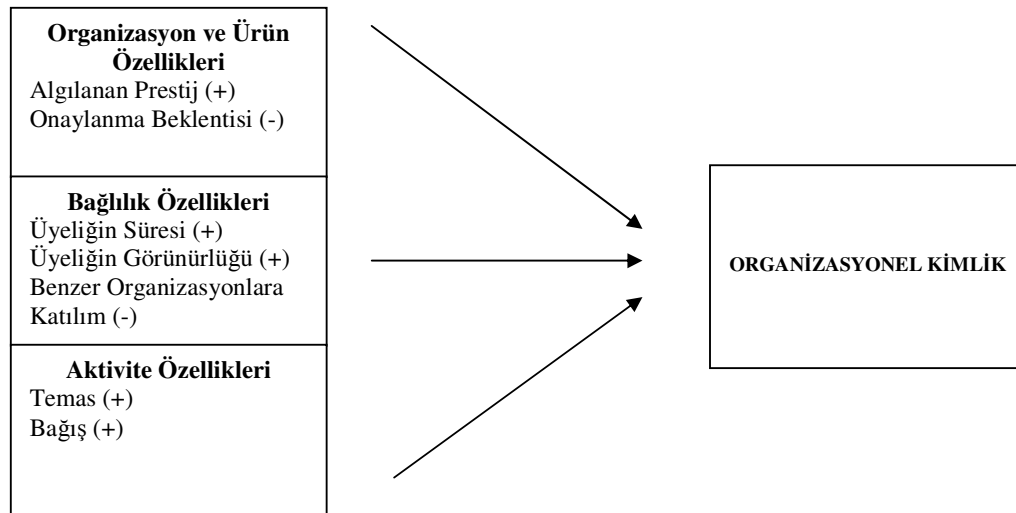 Organizasyon ve Ürün
Özellikleri
Algılanan Prestij (+)
Onaylanma Beklentisi (-)
Bağlılık Özellikleri
Üyeliğin Süresi (+)
Üyeliğin Görünürlüğü (+)
Benzer Organizasyonlara
Katılım (-)
Aktivite Özellikleri
Temas (+)
Bağış (+)
ORGANİZASYONEL KİMLİK